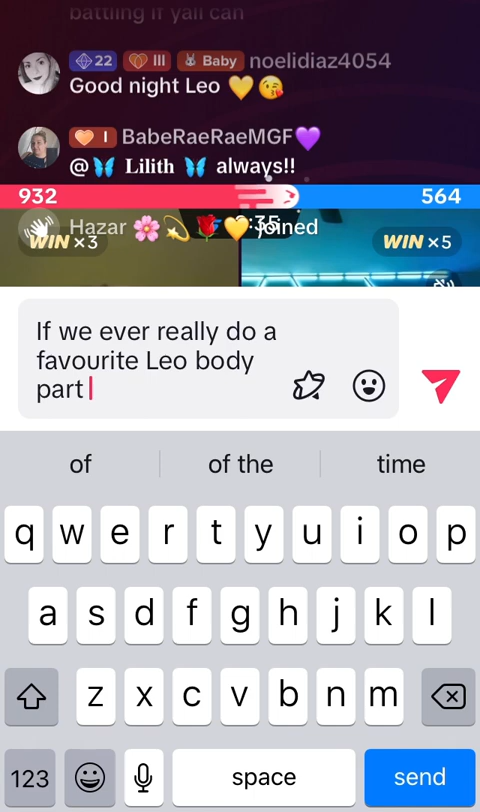 battling if yall can
22 III Baby noelidiaz4054
Good night Leo 💛😘
I BabeRaeRaeMGF💜
@🦋 𝐋𝐢𝐥𝐢𝐭𝐡 🦋 always!!
932 564
Hazar 🌸💫🌹💛 joined
WIN ×3 WIN ×5
If we ever really do a
favourite Leo body
part
of of the time
q w e r t y u i o p
a s d f g h j k l
z x c v b n m
123 space send